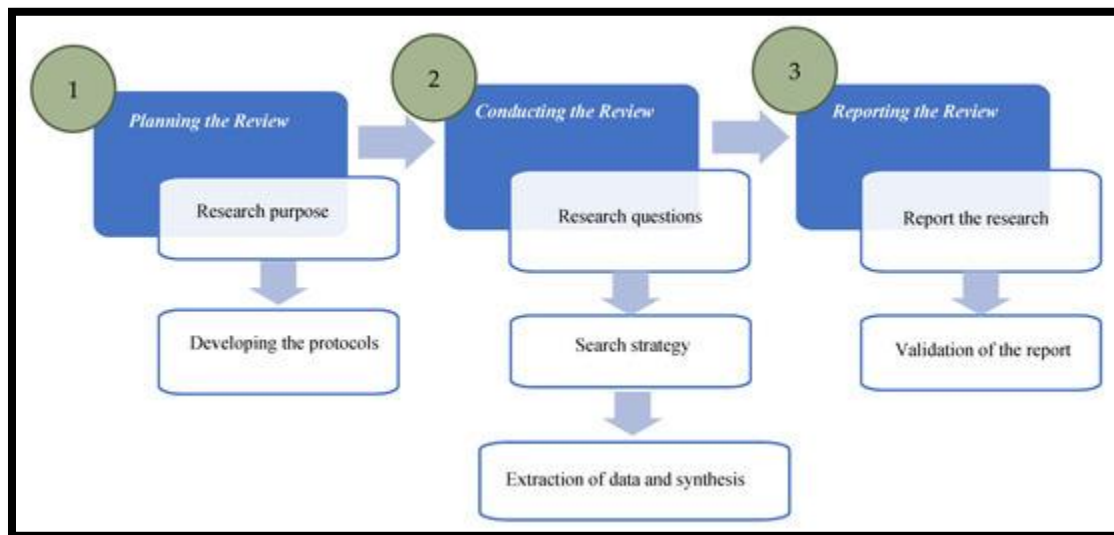 1
Planning the Review
Research purpose
Developing the protocols
2
Conducting the Review
Research questions
Search strategy
Extraction of data and synthesis
3
Reporting the Review
Report the research
Validation of the report